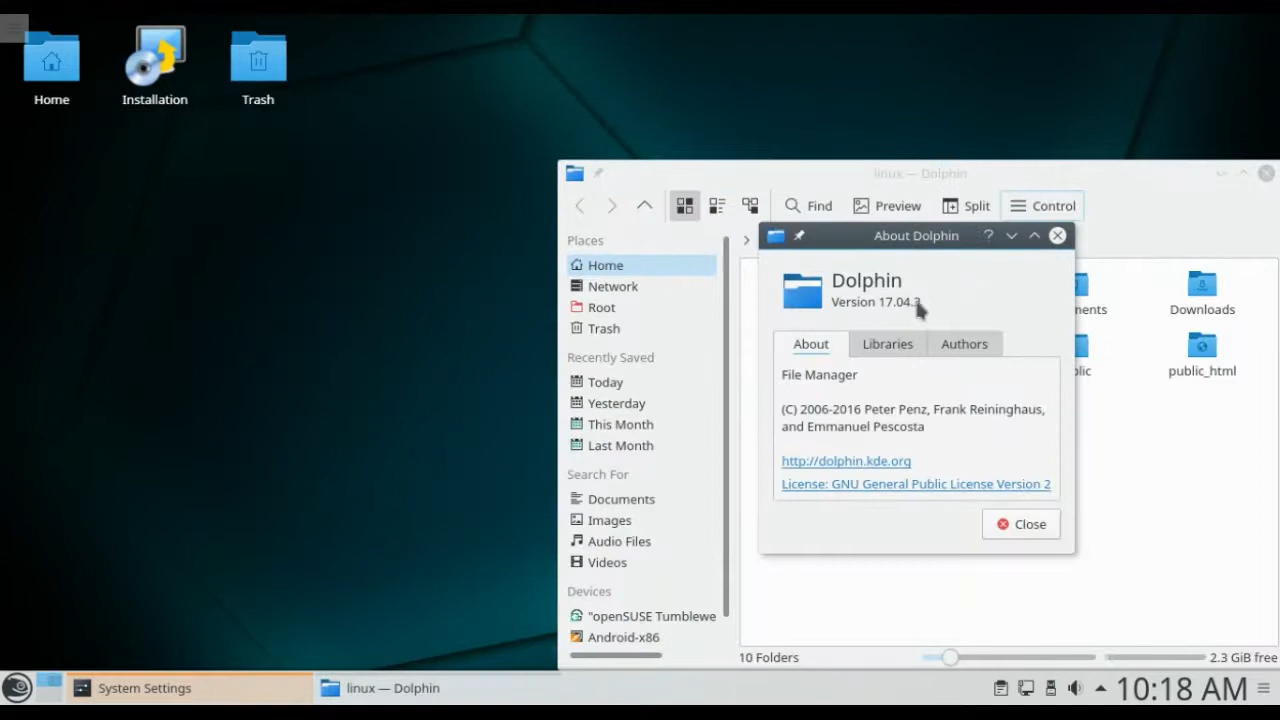 Home
Installation
Trash
linux — Dolphin
Find
Preview
Split
Control
Places
Home
Network
Root
Trash
Recently Saved
Today
Yesterday
This Month
Last Month
Search For
Documents
Images
Audio Files
Videos
Devices
"openSUSE Tumblewe
Android-x86
About Dolphin
Dolphin
Version 17.04.
About
Libraries
Authors
File Manager
(C) 2006-2016 Peter Penz, Frank Reininghaus,
and Emmanuel Pescosta
http://dolphin.kde.org
License: GNU General Public License Version 2
Close
ments
Downloads
lic
public_html
10 Folders
2.3 GiB free
System Settings
linux — Dolphin
10:18 AM